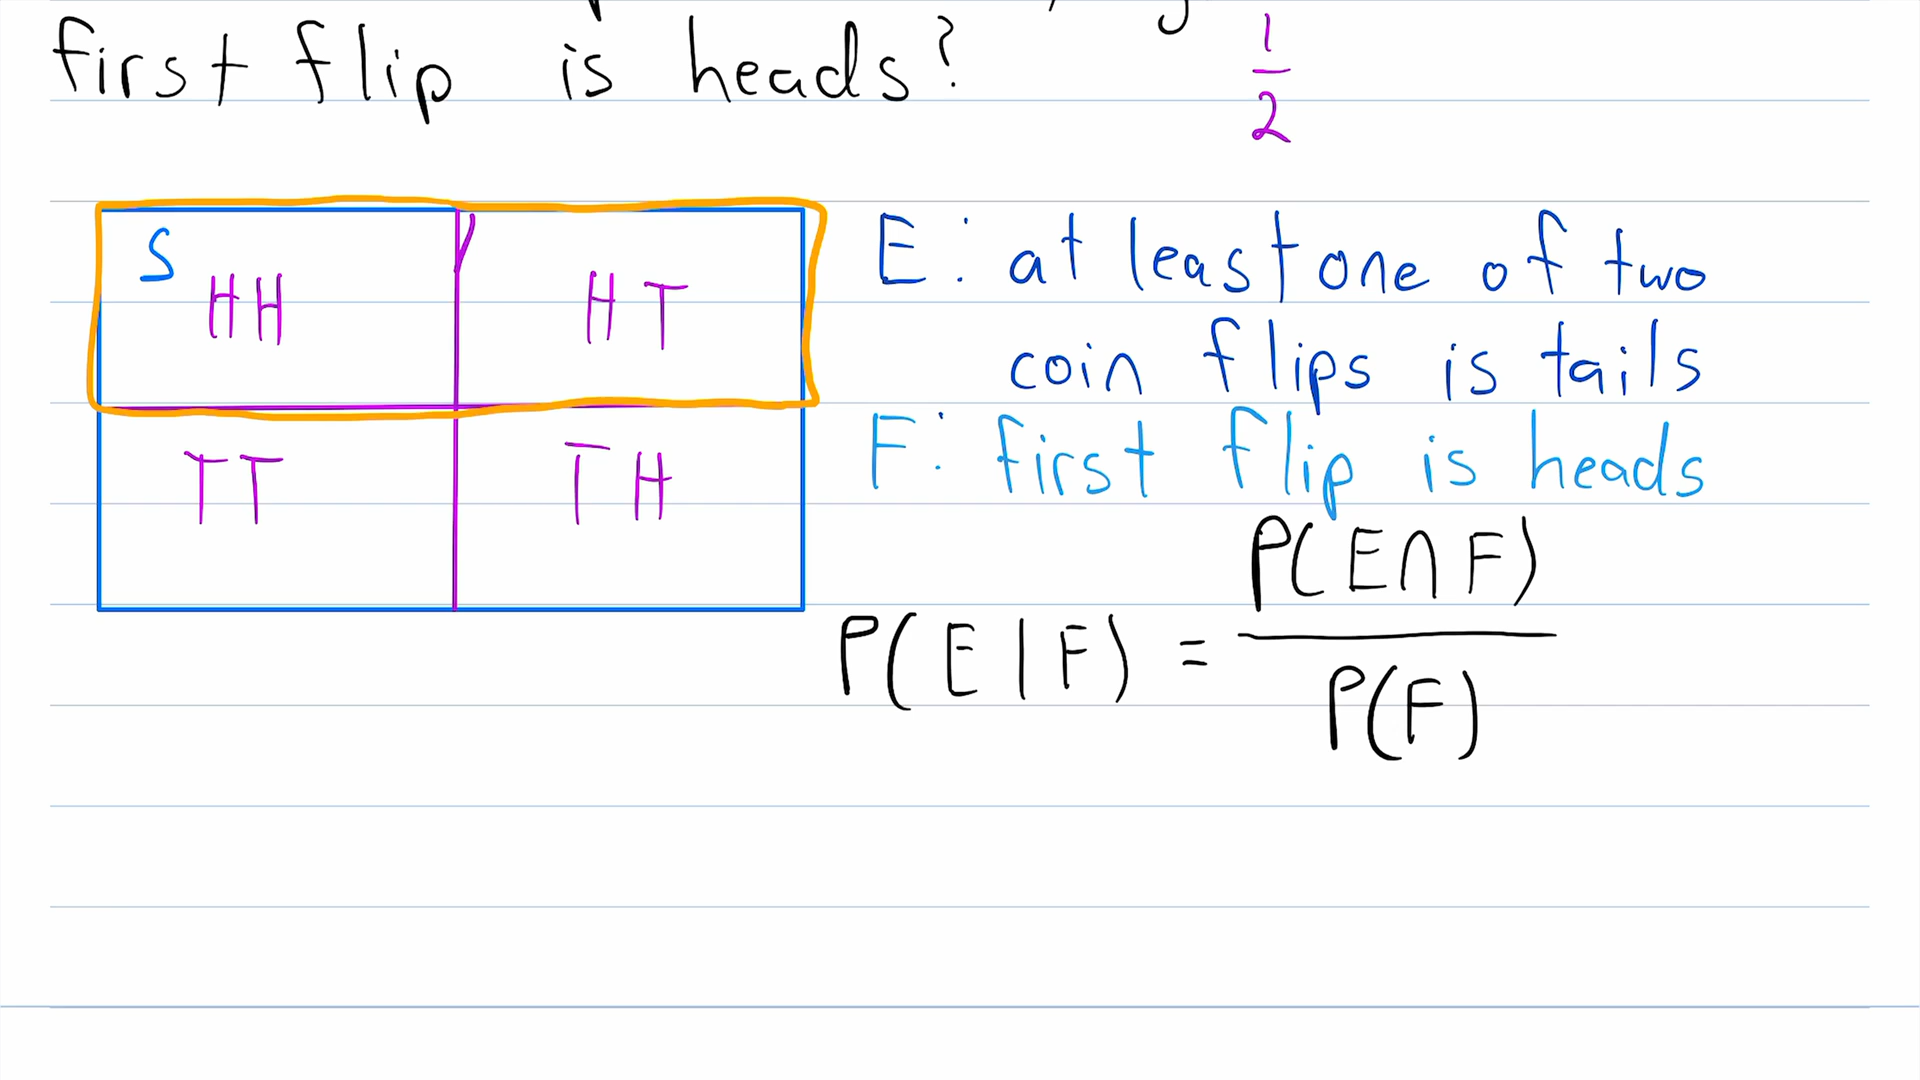 first flip is heads?
1
2
S
HH
HT
TT
TH
E: at least one of two
coin flips is tails
F: first flip is heads
P(E|F) = P(E∩F)
P(F)